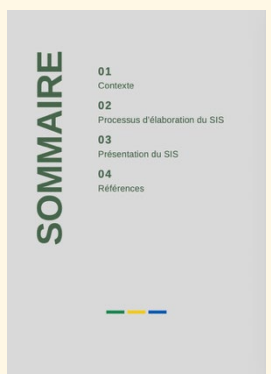 SOMMAIRE
01
Contexte
02
Processus d'élaboration du SIS
03
Présentation du SIS
04
Références